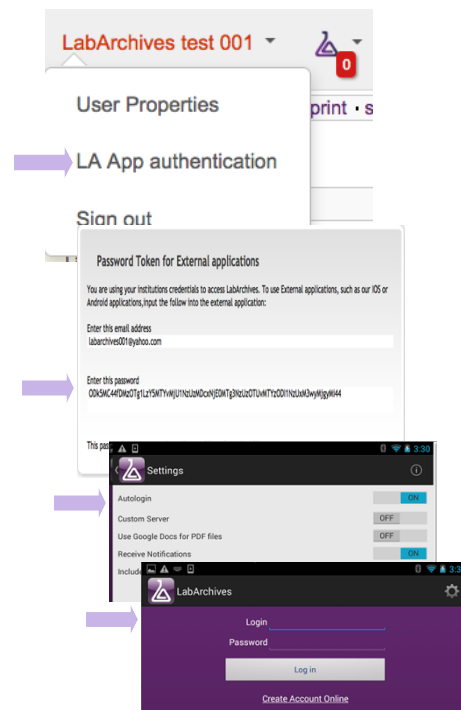 LabArchives test 001
0
User Properties
print · s
LA App authentication
Sign out
Password Token for External applications
You are using your institutions credentials to access LabArchives. To use External applications, such as our IOS or
Android applications,input the follow into the external application:
Enter this email address
labarchives001@yahoo.com
Enter this password
This pas
3:30
Settings
Autologin ON
Custom Server OFF
Use Google Docs for PDF files OFF
Receive Notifications ON
Include
3:3
LabArchives
Login
Password
Log in
Create Account Online